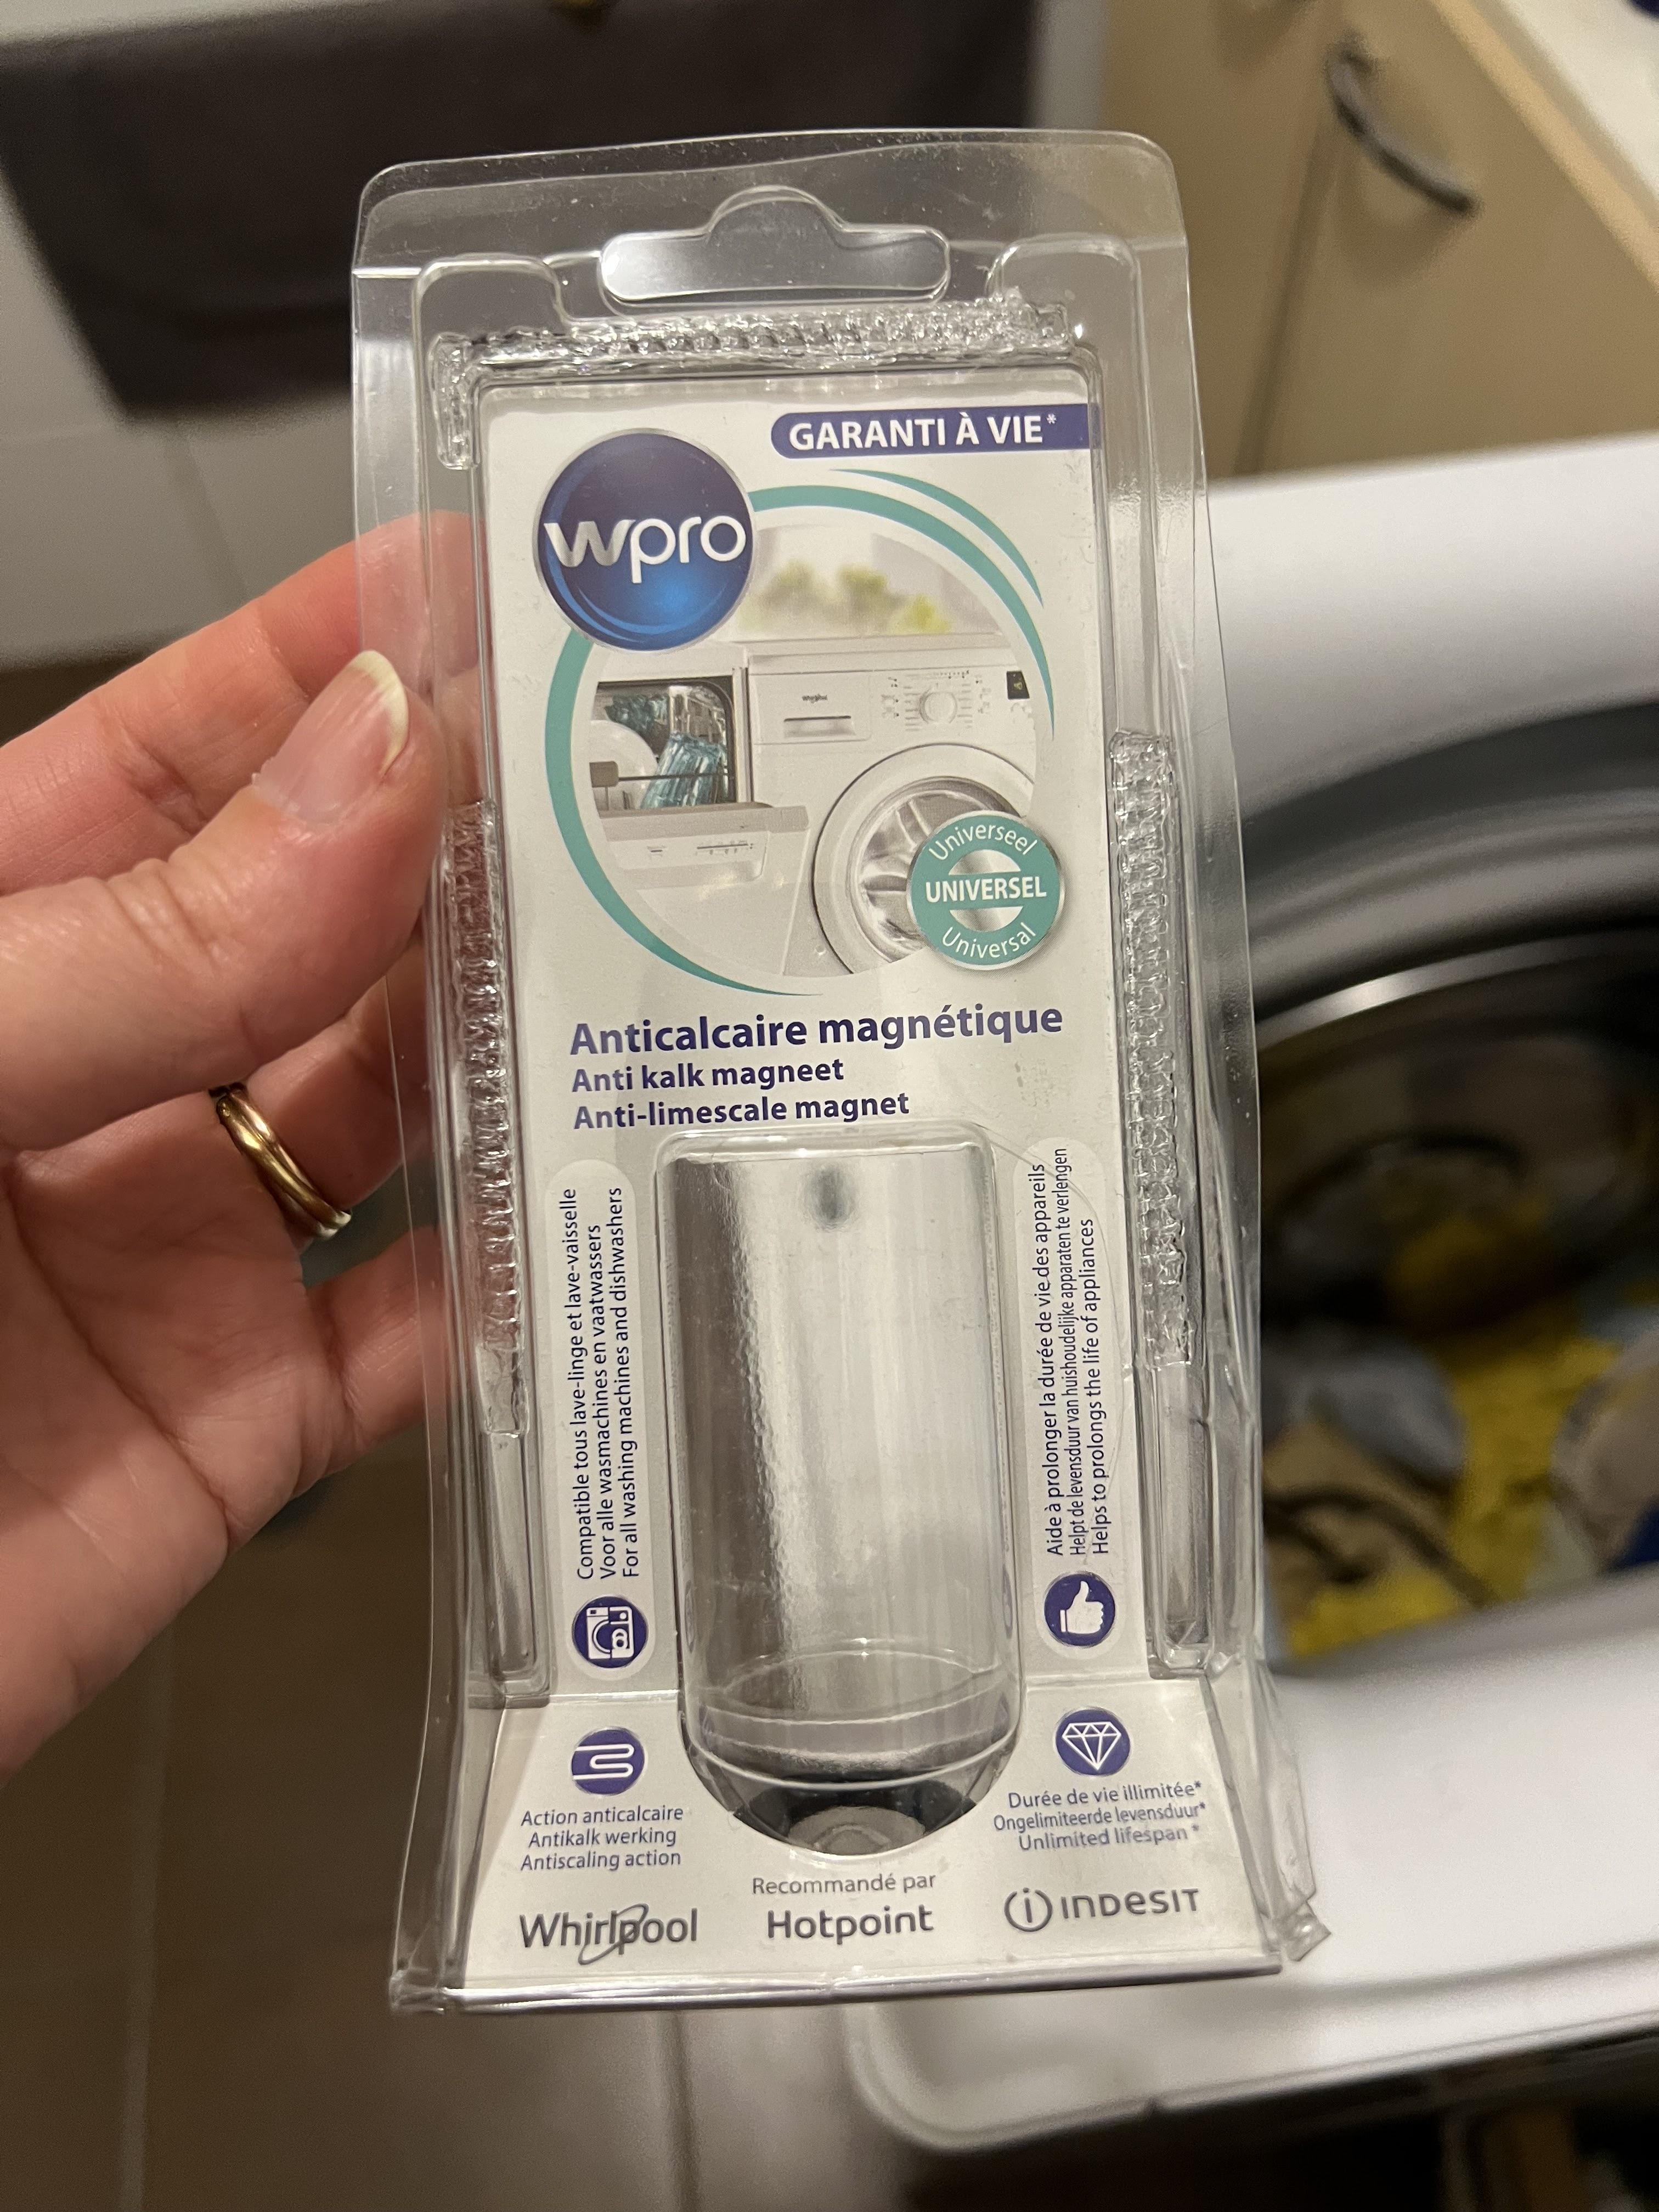 GARANTI À VIE*
wpro
Whirlpool
Universeel
UNIVERSEL
Universal
Anticalcaire magnétique
Anti kalk magneet
Anti-limescale magnet
Compatible tous lave-linge et lave-vaisselle
Voor alle wasmachines en vaatwassers
For all washing machines and dishwashers
Aide à prolonger la durée de vie des appareils
Helpt de levensduur van huishoudelijke apparaten te verlengen
Helps to prolongs the life of appliances
Action anticalcaire
Antikalk werking
Antiscaling action
Durée de vie illimitée*
Ongelimiteerde levensduur*
Unlimited lifespan*
Recommandé par
Whirlpool
Hotpoint
INDESIT